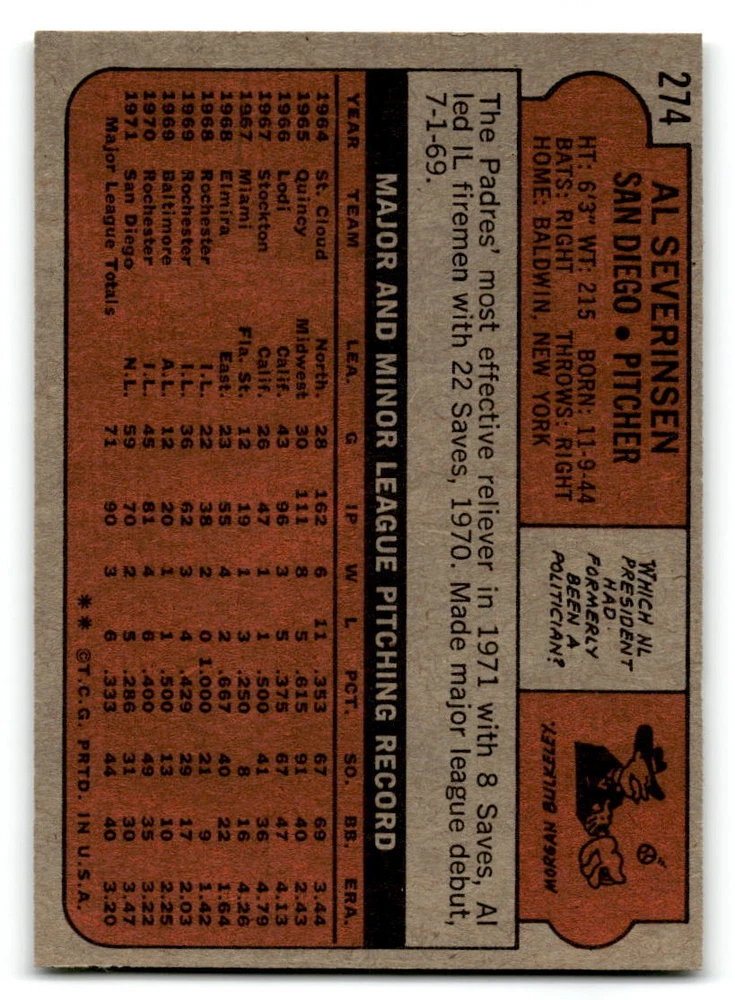 274
AL SEVERINSEN
SAN DIEGO • PITCHER
HT: 6'3" WT: 215 BORN: 11-9-44
BATS: RIGHT THROWS: RIGHT
HOME: BALDWIN, NEW YORK
WHICH NL
PRESIDENT
HAD
FORMERLY
BEEN A
POLITICIAN?
MORGAN BULKELEY.
The Padres' most effective reliever in 1971 with 8 Saves, Al
led IL firemen with 22 Saves, 1970. Made major league debut,
7-1-69.
MAJOR AND MINOR LEAGUE PITCHING RECORD
YEAR TEAM LEA. G IP W L PCT. SO. BB. ERA.
1964 St. Cloud North. 28 162 6 11 .353 67 69 3.44
1965 Quincy Midwest 30 111 8 5 .615 91 40 2.43
1966 Lodi Calif. 43 96 3 5 .375 67 47 4.13
1967 Stockton Calif. 26 47 1 1 .500 41 36 4.79
1967 Miami Fla. St. 12 19 1 3 .250 8 16 4.26
1968 Elmira East. 23 55 4 2 .667 40 22 1.64
1968 Rochester I.L. 22 38 2 0 1.000 21 9 1.42
1969 Rochester I.L. 36 62 3 4 .429 29 17 2.03
1969 Baltimore A.L. 12 20 1 1 .500 13 10 2.25
1970 Rochester I.L. 45 81 4 6 .400 49 35 3.22
1971 San Diego N.L. 59 70 2 5 .286 31 30 3.47
Major League Totals 71 90 3 6 .333 44 40 3.20
** ©T.C.G. PRTD. IN U.S.A.